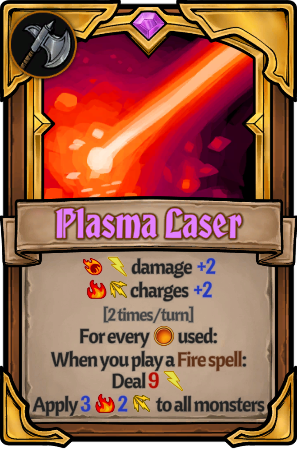 Plasma Laser
damage +2
charges +2
[2 times/turn]
For every used:
When you play a Fire spell:
Deal 9
Apply 3 2 to all monsters